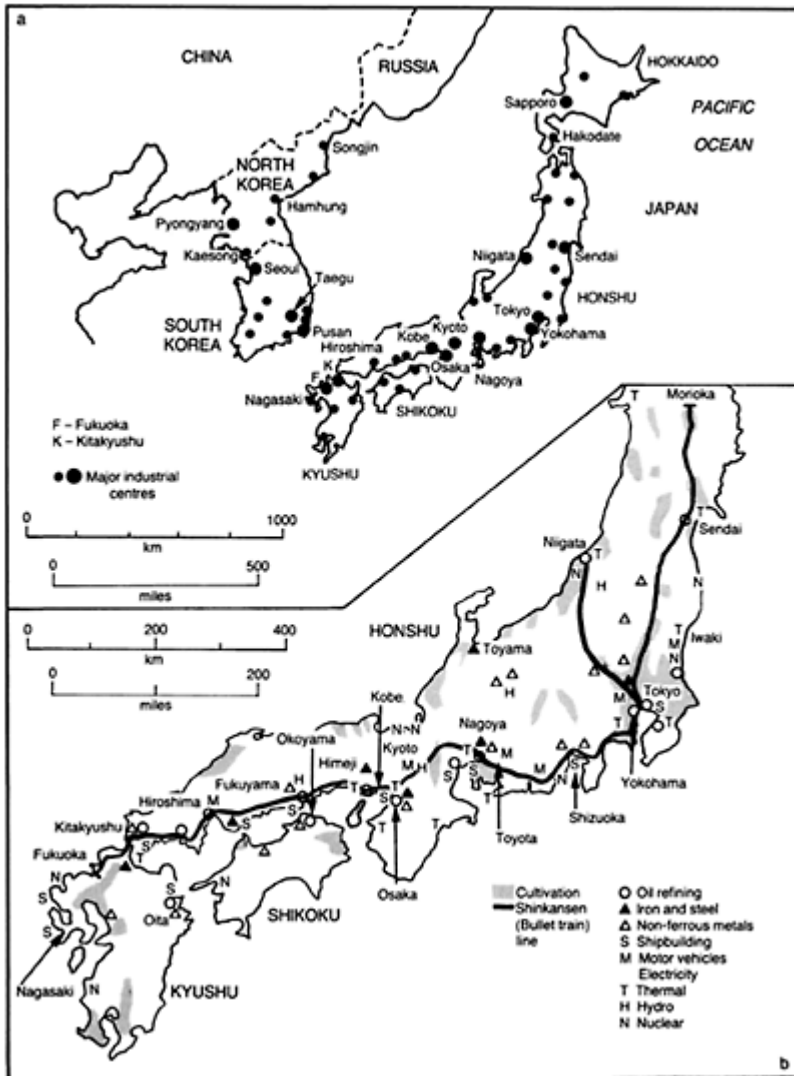 a
CHINA
RUSSIA
HOKKAIDO
Sapporo
PACIFIC
OCEAN
Hakodate
Songjin
NORTH
KOREA
Hamhung
JAPAN
Pyongyang
Kaesong
Seoul
Taegu
Niigata
Sendai
HONSHU
Tokyo
SOUTH
KOREA
Pusan
Kobe
Kyoto
Yokohama
Hiroshima
K
F
Osaka
Nagoya
Nagasaki
SHIKOKU
KYUSHU
F – Fukuoka
K – Kitakyushu
Major industrial
centres
0 1000
km
0 500
miles
0 200 400
km
0 200
miles
T
Morioka
T
T
Sendai
Niigata
T
N
H
N
HONSHU
Toyama
T
M
N
Iwaki
H
Tokyo
M
S
T
T
Kobe
Okoyama
N
N
Nagoya
Kyoto
M
H
T
M
M
Himeji
H
Fukuyama
T
T
S
S
S
S
N
Yokohama
Hiroshima
M
S
S
S
T
T
T
Shizuoka
Toyota
Kitakyushu
S
T
Fukuoka
N
S
S
Oita
N
SHIKOKU
Osaka
S
Nagasaki
N
KYUSHU
Cultivation
Shinkansen
(Bullet train)
line
Oil refining
Iron and steel
Non-ferrous metals
S Shipbuilding
M Motor vehicles
Electricity
T Thermal
H Hydro
N Nuclear
b